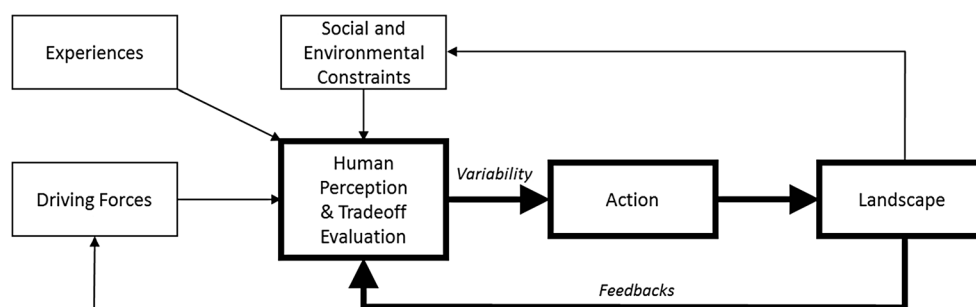 Experiences
Social and
Environmental
Constraints
Driving Forces
Human
Perception
& Tradeoff
Evaluation
Variability
Action
Landscape
Feedbacks